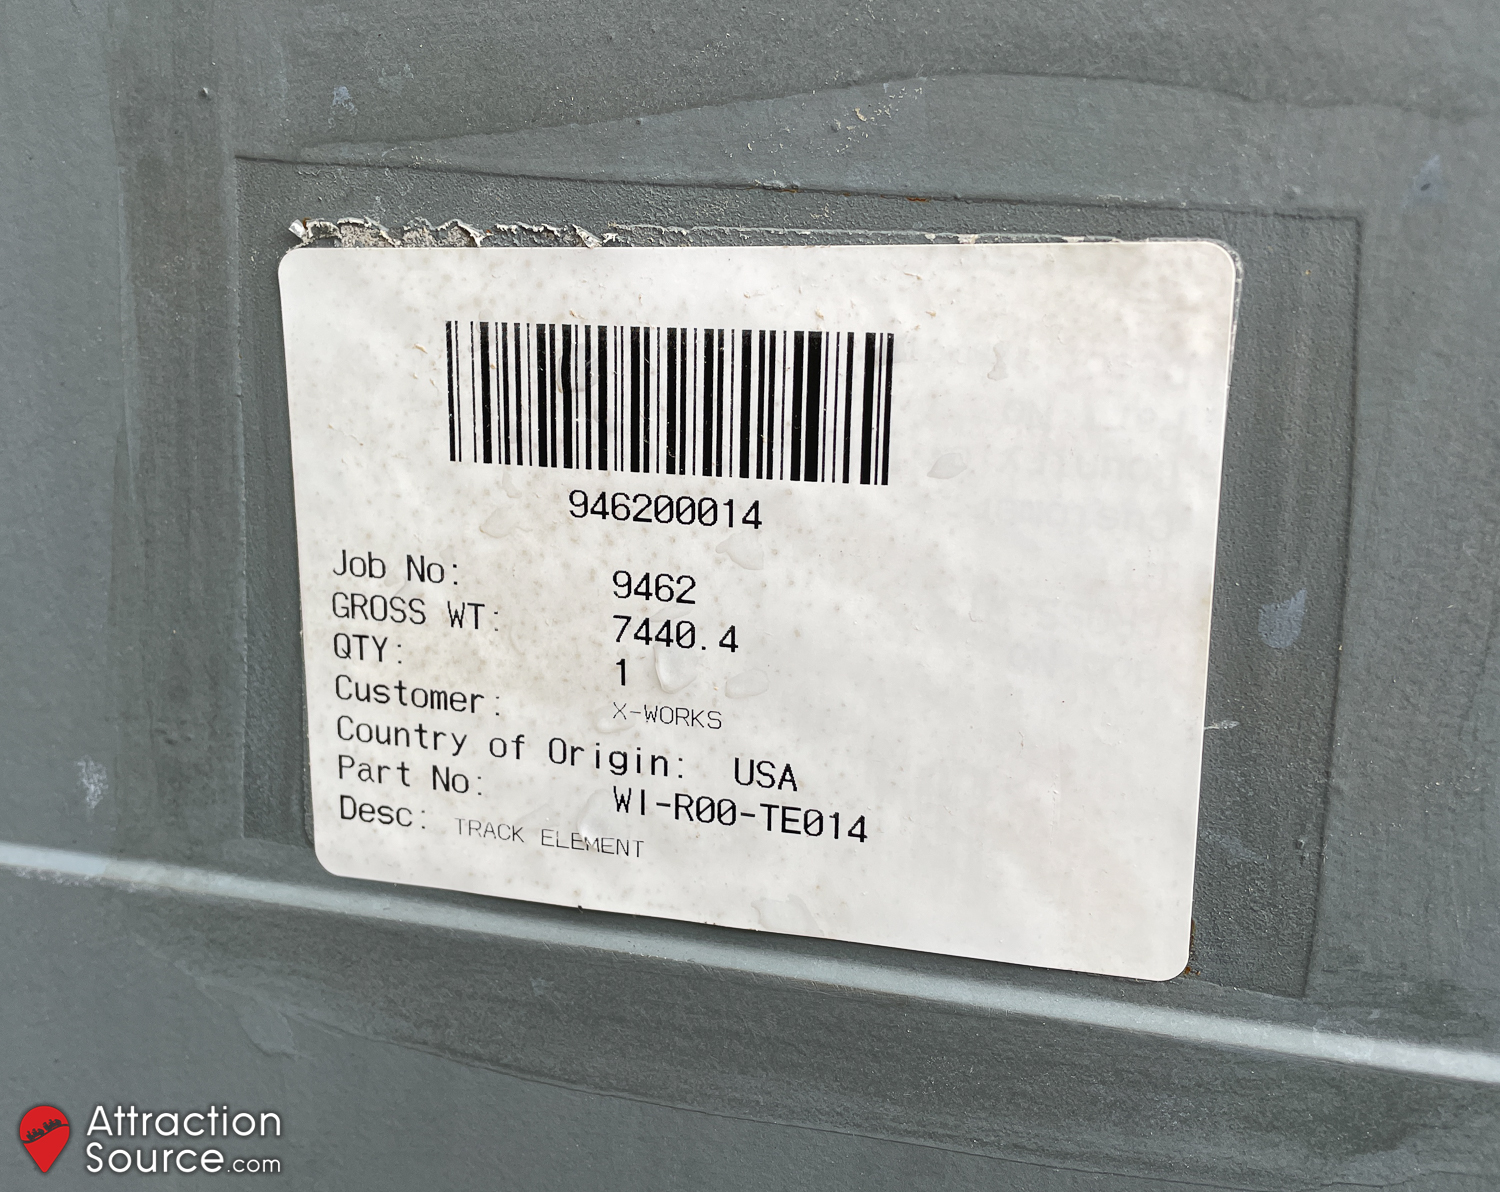 946200014
Job No: 9462
GROSS WT: 7440.4
QTY: 1
Customer: X-WORKS
Country of Origin: USA
Part No: WI-R00-TE014
Desc: TRACK ELEMENT
Attraction
Source.com